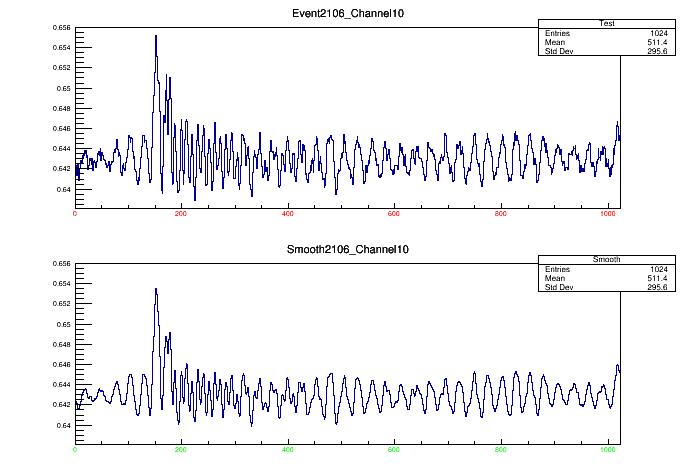 Event2106_Channel10
Test
Entries 1024
Mean 511.4
Std Dev 295.6
0.656
0.654
0.652
0.65
0.648
0.646
0.644
0.642
0.64
0 200 400 600 800 1000
Smooth2106_Channel10
Smooth
Entries 1024
Mean 511.4
Std Dev 295.6
0.656
0.654
0.652
0.65
0.648
0.646
0.644
0.642
0.64
0 200 400 600 800 1000